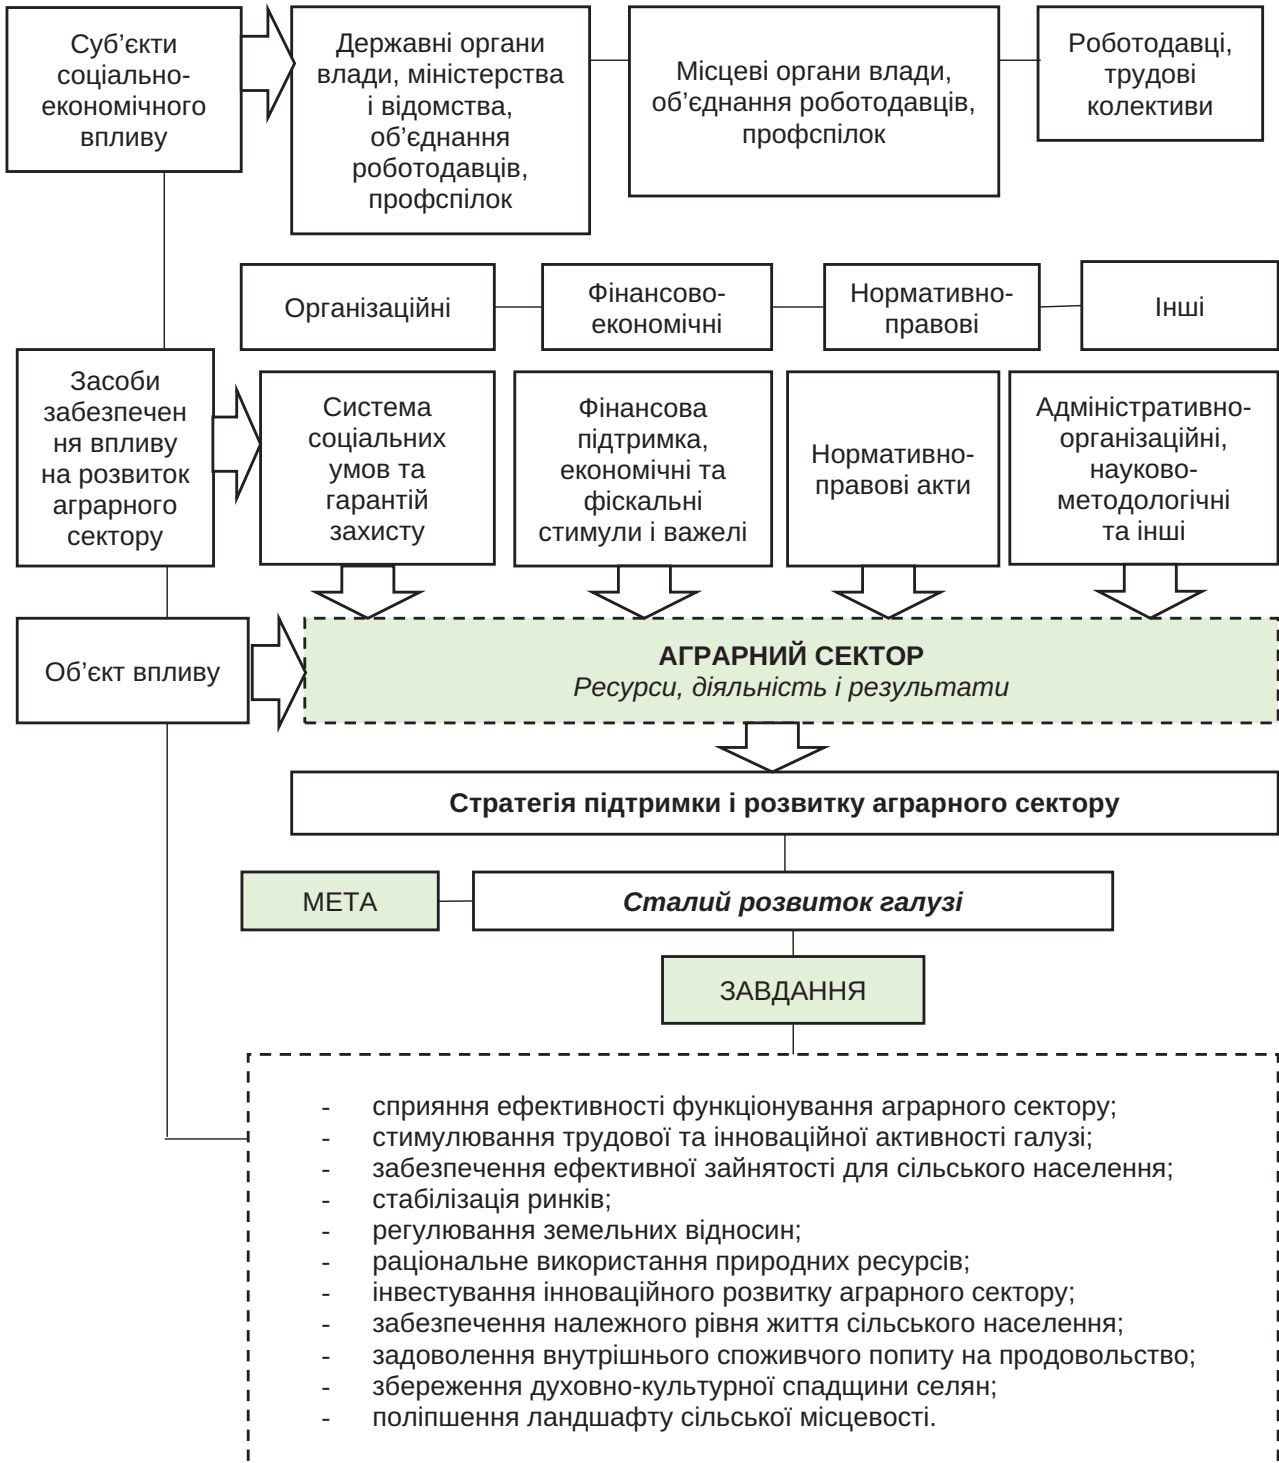 Суб’єкти
соціально-
економічного
впливу
Державні органи
влади, міністерства
і відомства,
об’єднання
роботодавців,
профспілок
Місцеві органи влади,
об’єднання роботодавців,
профспілок
Роботодавці,
трудові
колективи
Організаційні
Фінансово-
економічні
Нормативно-
правові
Інші
Засоби
забезпечен
ня впливу
на розвиток
аграрного
сектору
Система
соціальних
умов та
гарантій
захисту
Фінансова
підтримка,
економічні та
фіскальні
стимули і важелі
Нормативно-
правові акти
Адміністративно-
організаційні,
науково-
методологічні
та інші
Об’єкт впливу
АГРАРНИЙ СЕКТОР
Ресурси, діяльність і результати
Стратегія підтримки і розвитку аграрного сектору
МЕТА
Сталий розвиток галузі
ЗАВДАННЯ
- сприяння ефективності функціонування аграрного сектору;
- стимулювання трудової та інноваційної активності галузі;
- забезпечення ефективної зайнятості для сільського населення;
- стабілізація ринків;
- регулювання земельних відносин;
- раціональне використання природних ресурсів;
- інвестування інноваційного розвитку аграрного сектору;
- забезпечення належного рівня життя сільського населення;
- задоволення внутрішнього споживчого попиту на продовольство;
- збереження духовно-культурної спадщини селян;
- поліпшення ландшафту сільської місцевості.